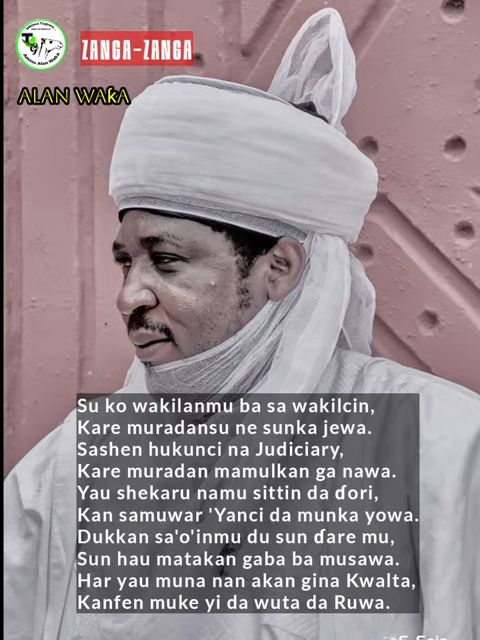 ZANGA-ZANGA
ALAN WAƙA
Su ko wakilanmu ba sa wakilcin,
Kare muradansu ne sunka jewa.
Sashen hukunci na Judiciary,
Kare muradan mamulkan ga nawa.
Yau shekaru namu sittin da ɗori,
Kan samuwar 'Yanci da munka yowa.
Dukkan sa'o'inmu du sun ɗare mu,
Sun hau matakan gaba ba musawa.
Har yau muna nan akan gina Kwalta,
Kanfen muke yi da wuta da Ruwa.